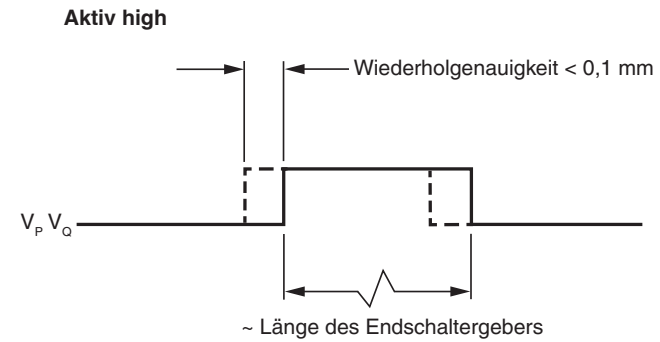 Aktiv high
Wiederholgenauigkeit < 0,1 mm
V_P V_Q
~ Länge des Endschaltergebers